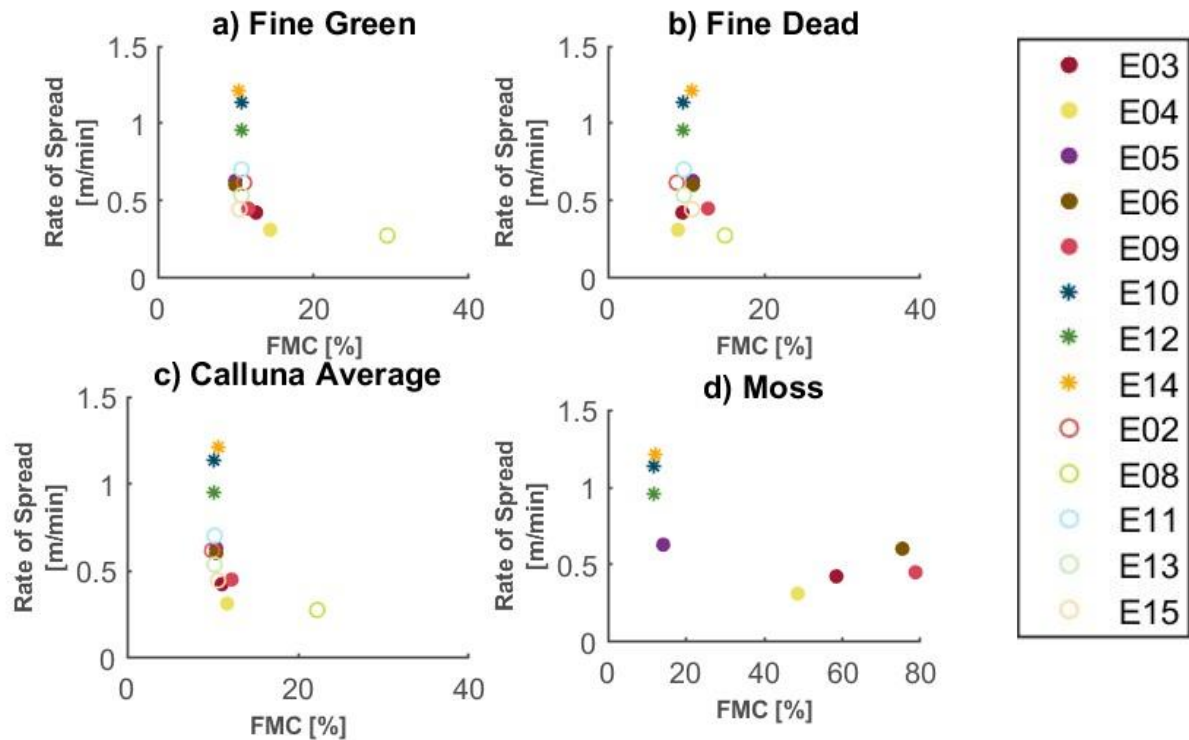 a) Fine Green
b) Fine Dead
1.5
1
0.5
0
Rate of Spread
[m/min]
0
20
40
FMC [%]
1.5
1
0.5
0
Rate of Spread
[m/min]
0
20
40
FMC [%]
c) Calluna Average
d) Moss
1.5
1
0.5
0
Rate of Spread
[m/min]
0
20
40
FMC [%]
1.5
1
0.5
0
Rate of Spread
[m/min]
0
20
40
60
80
FMC [%]
E03
E04
E05
E06
E09
E10
E12
E14
E02
E08
E11
E13
E15